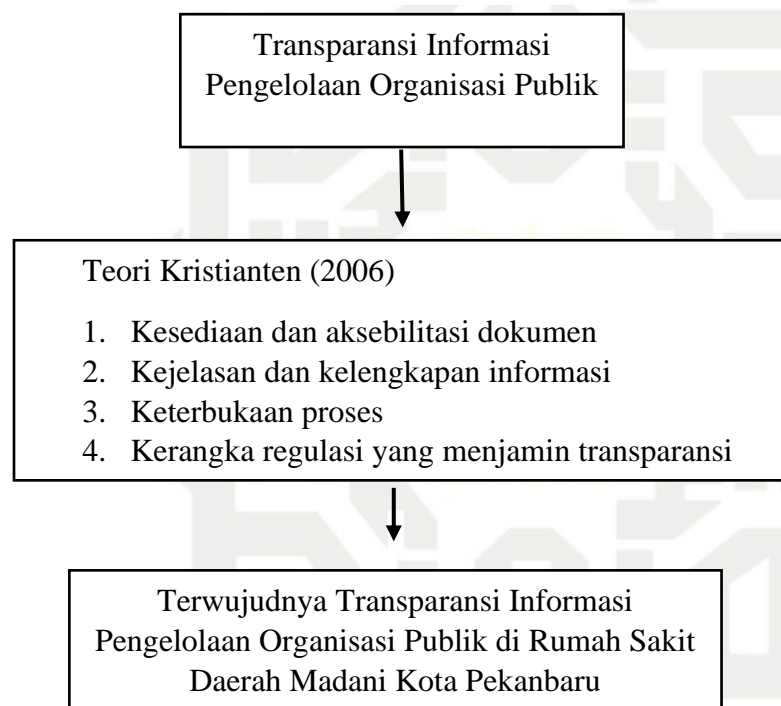 Transparansi Informasi
Pengelolaan Organisasi Publik
Teori Kristianten (2006)
1. Kesediaan dan aksebilitasi dokumen
2. Kejelasan dan kelengkapan informasi
3. Keterbukaan proses
4. Kerangka regulasi yang menjamin transparansi
Terwujudnya Transparansi Informasi
Pengelolaan Organisasi Publik di Rumah Sakit
Daerah Madani Kota Pekanbaru